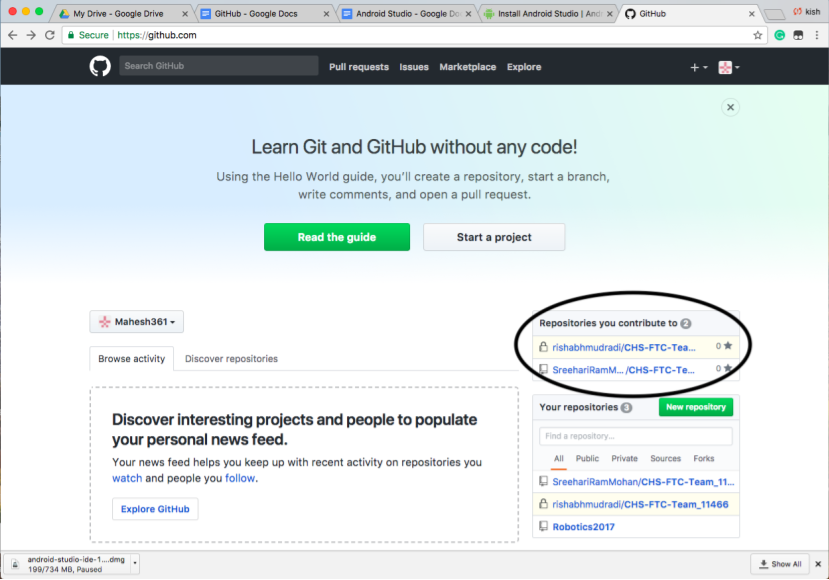 My Drive - Google Drive
GitHub - Google Docs
Android Studio - Google Do
Install Android Studio | Andr
GitHub
kish
Secure
https://github.com
Search GitHub
Pull requests
Issues
Marketplace
Explore
Learn Git and GitHub without any code!
Using the Hello World guide, you'll create a repository, start a branch,
write comments, and open a pull request.
Read the guide
Start a project
Mahesh361
Browse activity
Discover repositories
Discover interesting projects and people to populate
your personal news feed.
Your news feed helps you keep up with recent activity on repositories you
watch and people you follow.
Explore GitHub
Repositories you contribute to 2
rishabhmudradi/CHS-FTC-Tea... 0
SreehariRamM... /CHS-FTC-Te... 0
Your repositories 3
New repository
Find a repository...
All Public Private Sources Forks
SreehariRamMohan/CHS-FTC-Team_11...
rishabhmudradi/CHS-FTC-Team_11466
Robotics2017
android-studio-ide-1....dmg
199/734 MB, Paused
Show All